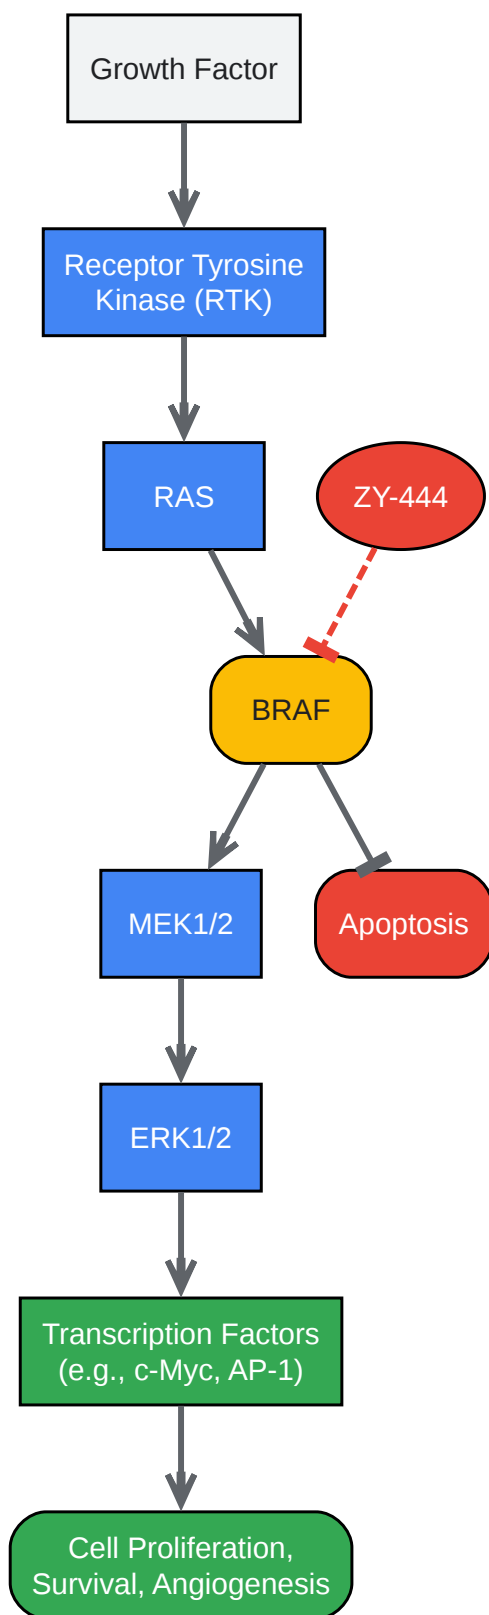 Growth Factor
Receptor Tyrosine
Kinase (RTK)
RAS
ZY-444
BRAF
MEK1/2
Apoptosis
ERK1/2
Transcription Factors
(e.g., c-Myc, AP-1)
Cell Proliferation,
Survival, Angiogenesis